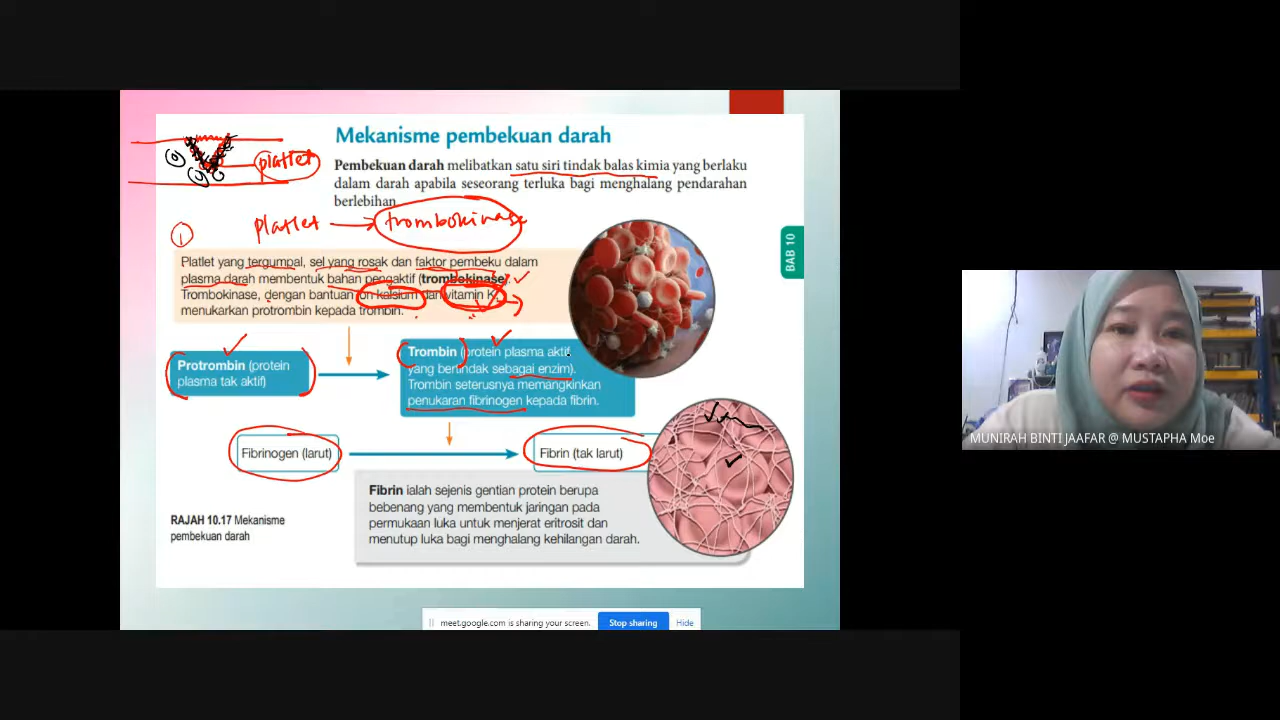 Mekanisme pembekuan darah
Pembekuan darah melibatkan satu siri tindak balas kimia yang berlaku
dalam darah apabila seseorang terluka bagi menghalang pendarahan
berlebihan.
platlet
platlet → trombokinase
1
Platlet yang tergumpal, sel yang rosak dan faktor pembeku dalam
plasma darah membentuk bahan pengaktif (trombokinase).
Trombokinase, dengan bantuan ion kalsium dan vitamin K,
menukarkan protrombin kepada trombin.
BAB 10
Protrombin (protein
plasma tak aktif)
Trombin (protein plasma aktif
yang bertindak sebagai enzim).
Trombin seterusnya memangkinkan
penukaran fibrinogen kepada fibrin.
Fibrinogen (larut)
Fibrin (tak larut)
Fibrin ialah sejenis gentian protein berupa
bebenang yang membentuk jaringan pada
permukaan luka untuk menjerat eritrosit dan
menutup luka bagi menghalang kehilangan darah.
RAJAH 10.17 Mekanisme
pembekuan darah
meet.google.com is sharing your screen.
Stop sharing
Hide
MUNIRAH BINTI JAAFAR @ MUSTAPHA Moe